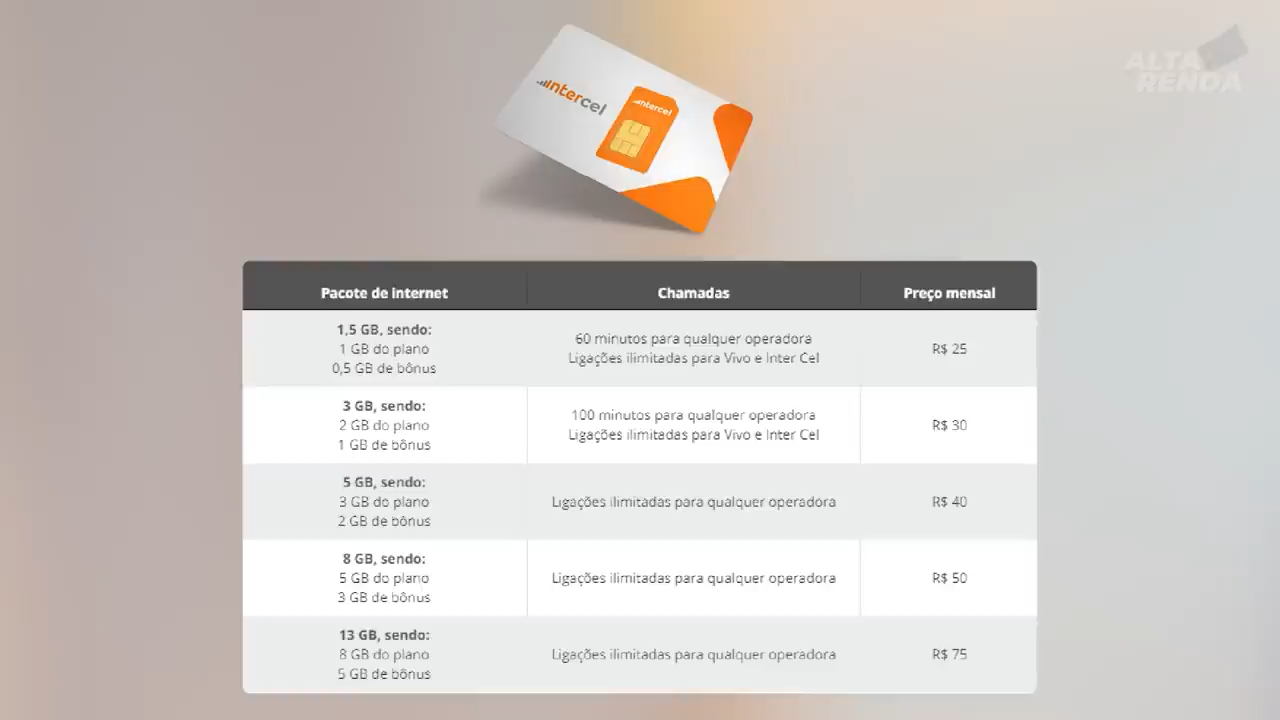 ALTA
RENDA
intercel
intercel
Pacote de internet
Chamadas
Preço mensal
1,5 GB, sendo:
1 GB do plano
0,5 GB de bônus
60 minutos para qualquer operadora
Ligações ilimitadas para Vivo e Inter Cel
R$ 25
3 GB, sendo:
2 GB do plano
1 GB de bônus
100 minutos para qualquer operadora
Ligações ilimitadas para Vivo e Inter Cel
R$ 30
5 GB, sendo:
3 GB do plano
2 GB de bônus
Ligações ilimitadas para qualquer operadora
R$ 40
8 GB, sendo:
5 GB do plano
3 GB de bônus
Ligações ilimitadas para qualquer operadora
R$ 50
13 GB, sendo:
8 GB do plano
5 GB de bônus
Ligações ilimitadas para qualquer operadora
R$ 75